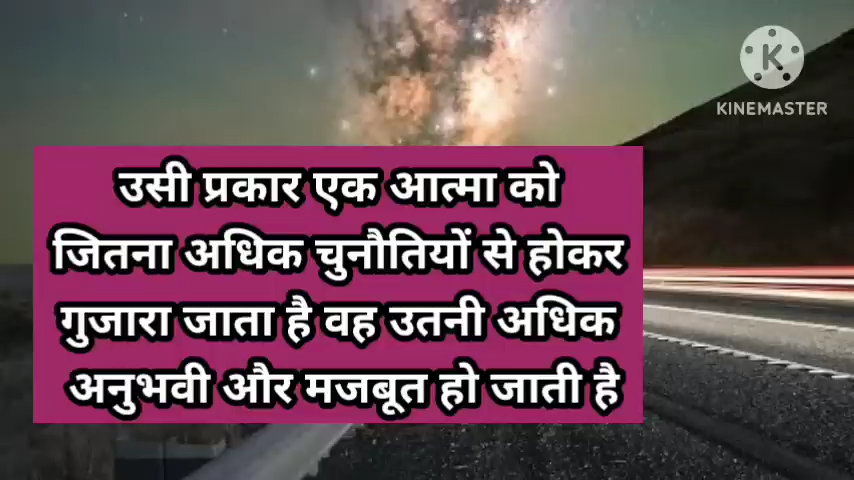 KINEMASTER
उसी प्रकार एक आत्मा को
जितना अधिक चुनौतियों से होकर
गुजारा जाता है वह उतनी अधिक
अनुभवी और मजबूत हो जाती है